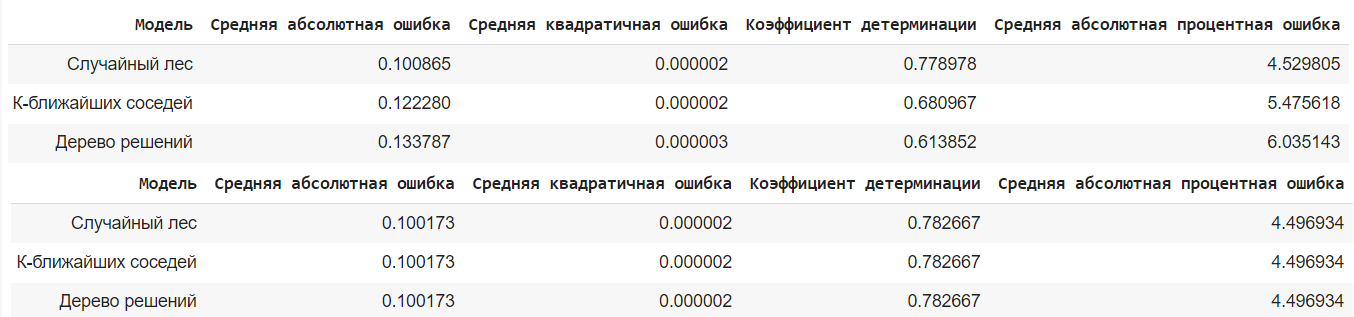 Модель Средняя абсолютная ошибка Средняя квадратичная ошибка Коэффициент детерминации Средняя абсолютная процентная ошибка
Случайный лес 0.100865 0.000002 0.778978 4.529805
К-ближайших соседей 0.122280 0.000002 0.680967 5.475618
Дерево решений 0.133787 0.000003 0.613852 6.035143
Модель Средняя абсолютная ошибка Средняя квадратичная ошибка Коэффициент детерминации Средняя абсолютная процентная ошибка
Случайный лес 0.100173 0.000002 0.782667 4.496934
К-ближайших соседей 0.100173 0.000002 0.782667 4.496934
Дерево решений 0.100173 0.000002 0.782667 4.496934